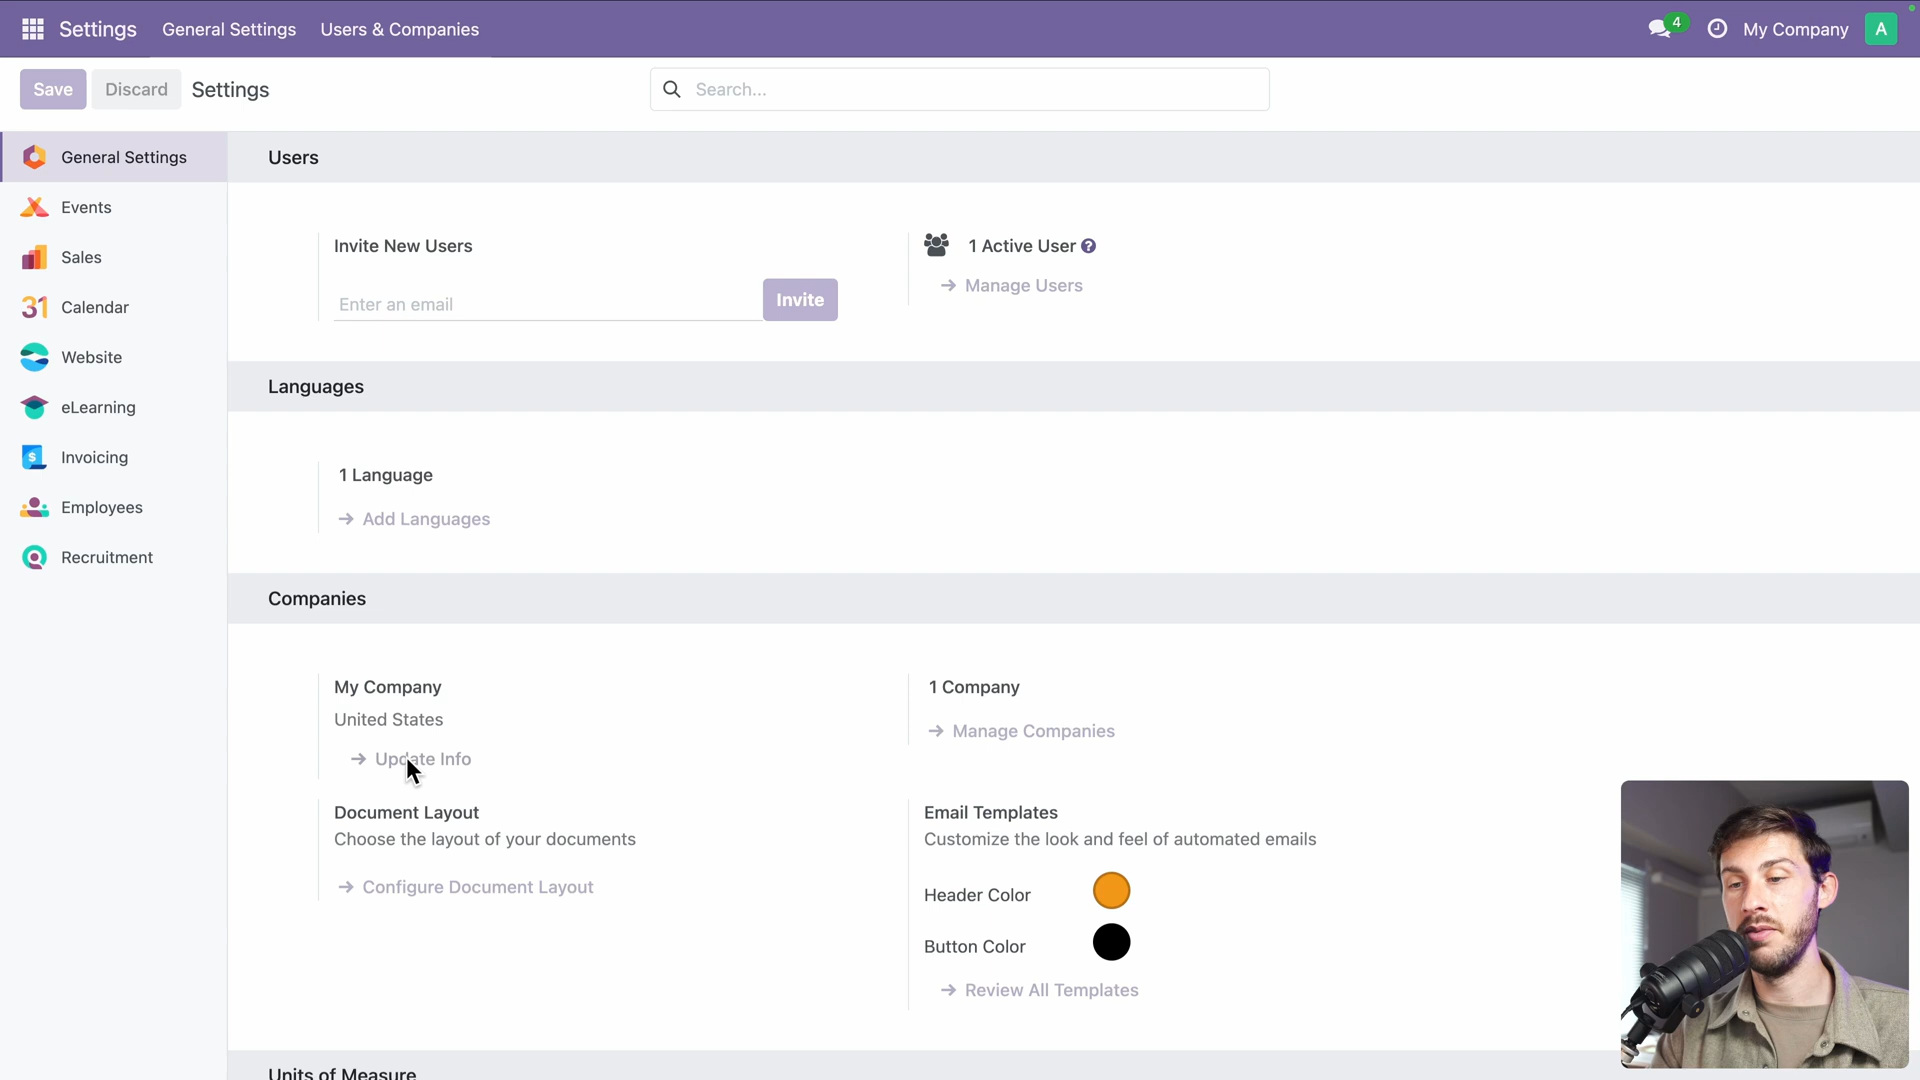 Settings
General Settings
Users & Companies
4
My Company
A
Save
Discard
Settings
Search...
General Settings
Events
Sales
31 Calendar
Website
eLearning
$ Invoicing
Employees
Recruitment
Users
Invite New Users
Enter an email
Invite
1 Active User ?
→ Manage Users
Languages
1 Language
→ Add Languages
Companies
My Company
United States
→ Update Info
1 Company
→ Manage Companies
Document Layout
Choose the layout of your documents
→ Configure Document Layout
Email Templates
Customize the look and feel of automated emails
Header Color
Button Color
→ Review All Templates
Units of Measure